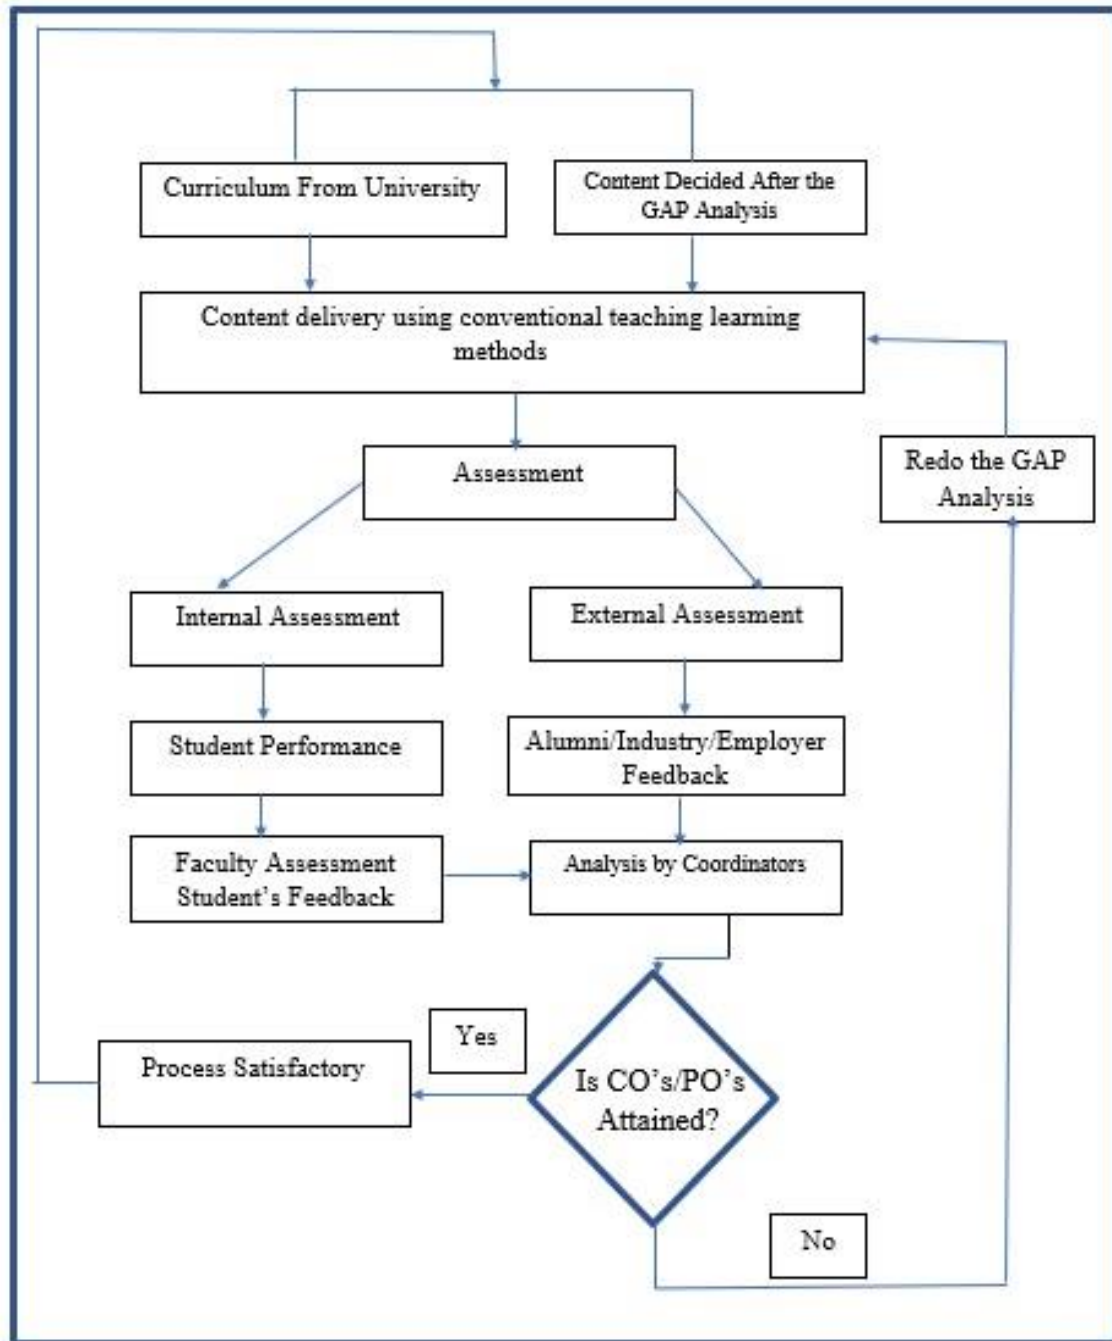 Curriculum From University
Content Decided After the
GAP Analysis
Content delivery using conventional teaching learning
methods
Assessment
Redo the GAP
Analysis
Internal Assessment
External Assessment
Student Performance
Alumni/Industry/Employer
Feedback
Faculty Assessment
Student’s Feedback
Analysis by Coordinators
Yes
Process Satisfactory
Is CO’s/PO’s
Attained?
No